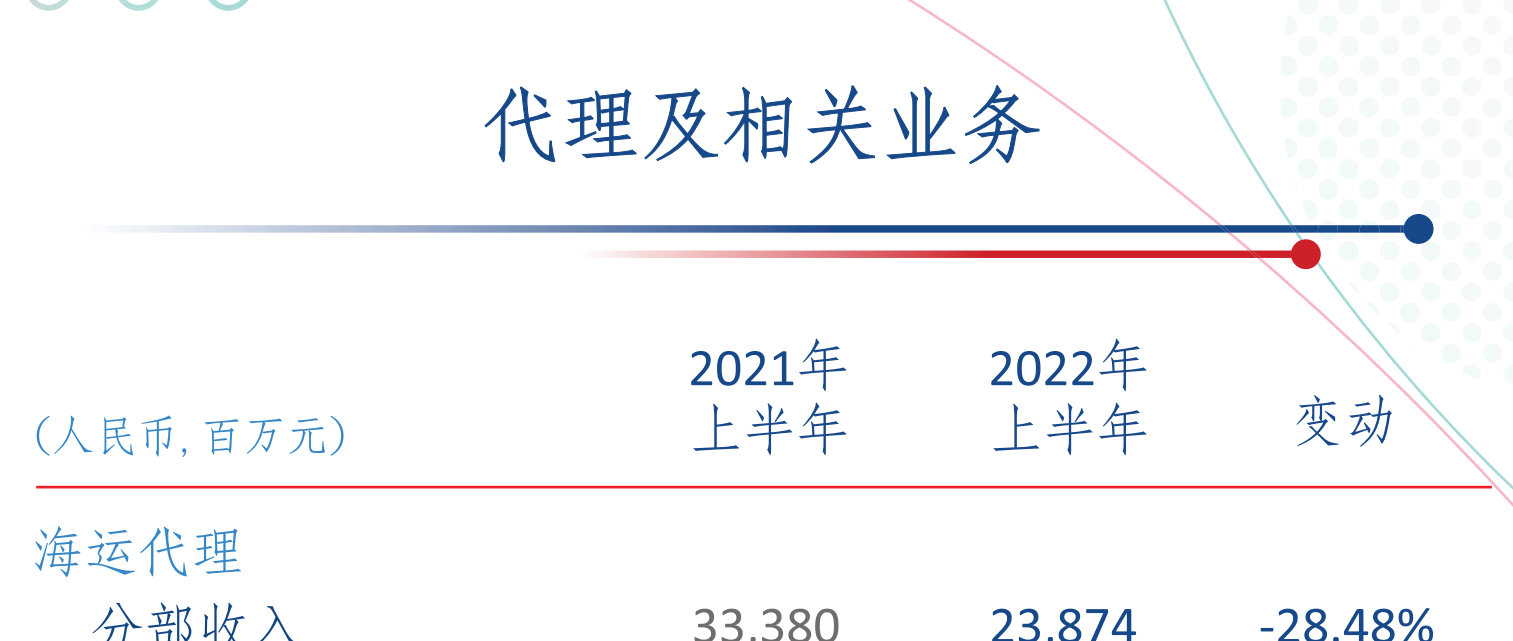 代理及相关业务
2021年 2022年
(人民币, 百万元) 上半年 上半年 变动
海运代理
分部收入 33,380 23,874 -28.48%